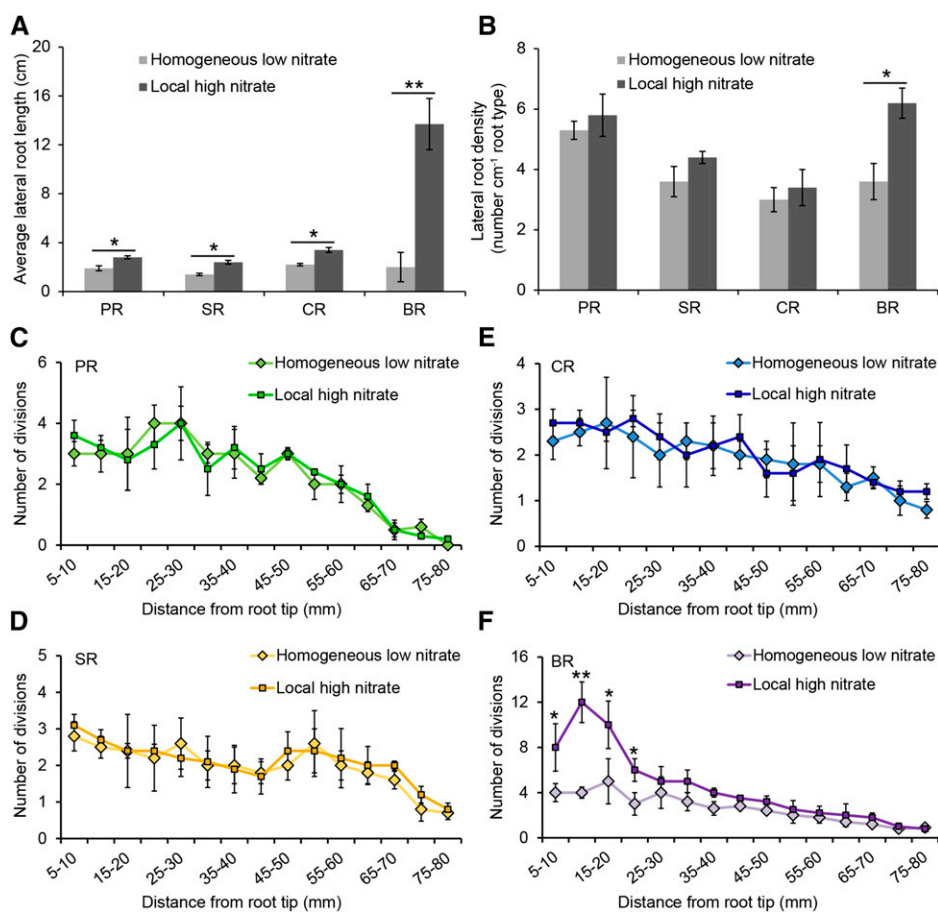 A
Average lateral root length (cm)
20
16
12
8
4
0
Homogeneous low nitrate
Local high nitrate
*
*
*
**
PR SR CR BR
B
Lateral root density
(number cm⁻¹ root type)
8
6
4
2
0
Homogeneous low nitrate
Local high nitrate
*
PR SR CR BR
C
PR
Number of divisions
6
4
2
0
Homogeneous low nitrate
Local high nitrate
5-10 15-20 25-30 35-40 45-50 55-60 65-70 75-80
Distance from root tip (mm)
E
CR
Number of divisions
4
3
2
1
0
Homogeneous low nitrate
Local high nitrate
5-10 15-20 25-30 35-40 45-50 55-60 65-70 75-80
Distance from root tip (mm)
D
SR
Number of divisions
5
4
3
2
1
0
Homogeneous low nitrate
Local high nitrate
5-10 15-20 25-30 35-40 45-50 55-60 65-70 75-80
Distance from root tip (mm)
F
BR
Number of divisions
16
12
8
4
0
Homogeneous low nitrate
Local high nitrate
*
**
*
*
5-10 15-20 25-30 35-40 45-50 55-60 65-70 75-80
Distance from root tip (mm)